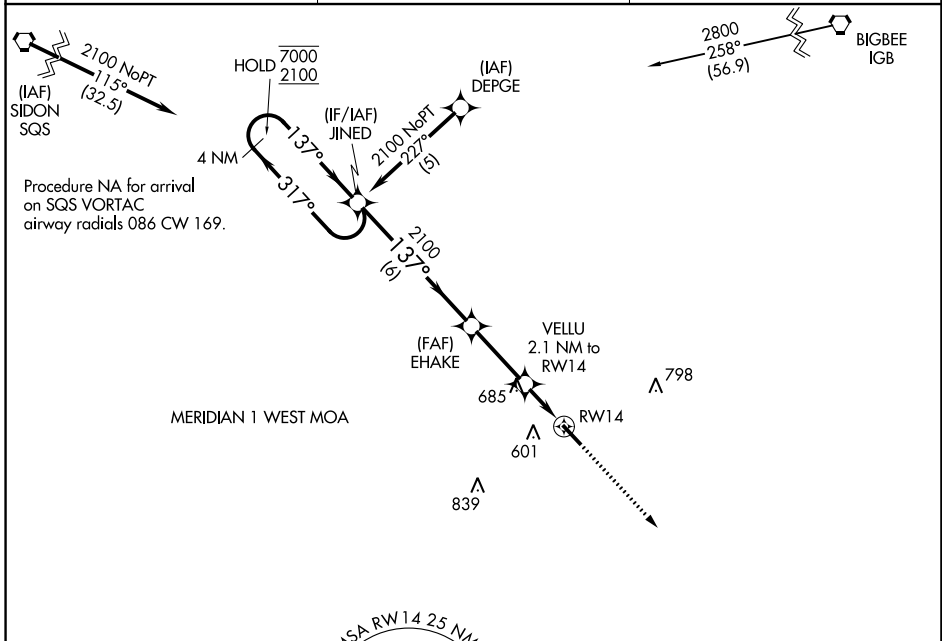 (IAF)
SIDON
SQS
2100 NoPT
115°
(32.5)
HOLD
7000
2100
(IAF)
DEPGE
2800
258°
(56.9)
BIGBEE
IGB
(IF/IAF)
JINED
2100 NoPT
227°
(5)
4 NM
137°
317°
Procedure NA for arrival
on SQS VORTAC
airway radials 086 CW 169.
2100
137°
(6)
(FAF)
EHAKE
VELLU
2.1 NM to
RW14
685
798
MERIDIAN 1 WEST MOA
RW14
601
839
MSA RW14 25 NM